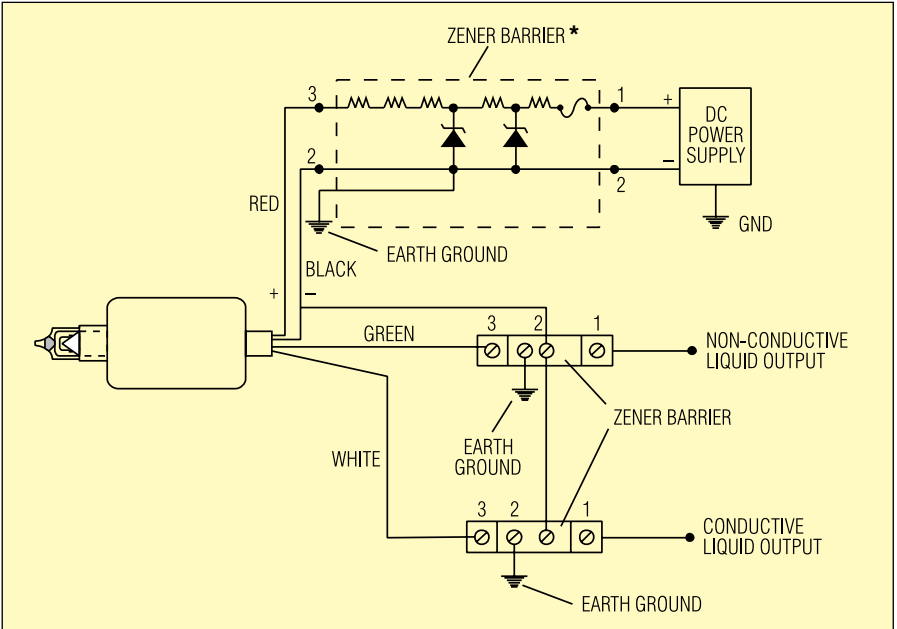 ZENER BARRIER *
3
1
+
DC
POWER
SUPPLY
2
−
2
RED
GND
EARTH GROUND
BLACK
+ −
GREEN
3 2 1
NON-CONDUCTIVE
LIQUID OUTPUT
ZENER BARRIER
EARTH
GROUND
WHITE
3 2 1
CONDUCTIVE
LIQUID OUTPUT
EARTH GROUND